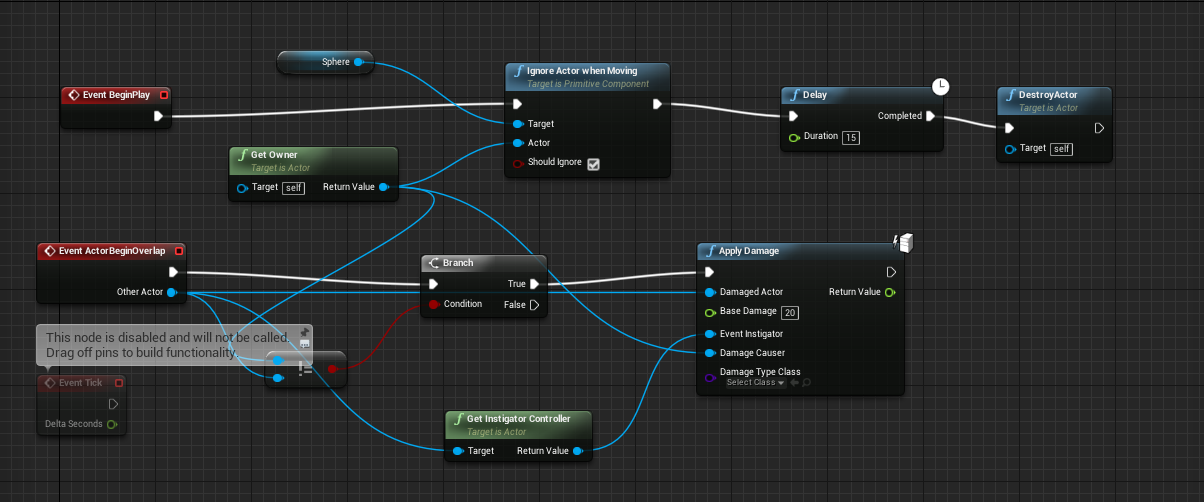 Sphere
Event BeginPlay
Ignore Actor when Moving
Target is Primitive Component
Target
Actor
Should Ignore
Delay
Completed
Duration 15
DestroyActor
Target is Actor
Target self
Get Owner
Target is Actor
Target self Return Value
Event ActorBeginOverlap
Other Actor
Branch
True
Condition False
Apply Damage
Damaged Actor Return Value
Base Damage 20
Event Instigator
Damage Causer
Damage Type Class
Select Class
This node is disabled and will not be called.
Drag off pins to build functionality.
!=
Event Tick
Delta Seconds
Get Instigator Controller
Target is Actor
Target Return Value